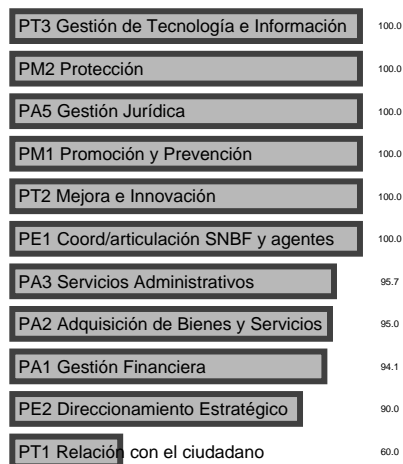 PT3 Gestión de Tecnología e Información 100.0
PM2 Protección 100.0
PA5 Gestión Jurídica 100.0
PM1 Promoción y Prevención 100.0
PT2 Mejora e Innovación 100.0
PE1 Coord/articulación SNBF y agentes 100.0
PA3 Servicios Administrativos 95.7
PA2 Adquisición de Bienes y Servicios 95.0
PA1 Gestión Financiera 94.1
PE2 Direccionamiento Estratégico 90.0
PT1 Relación con el ciudadano 60.0